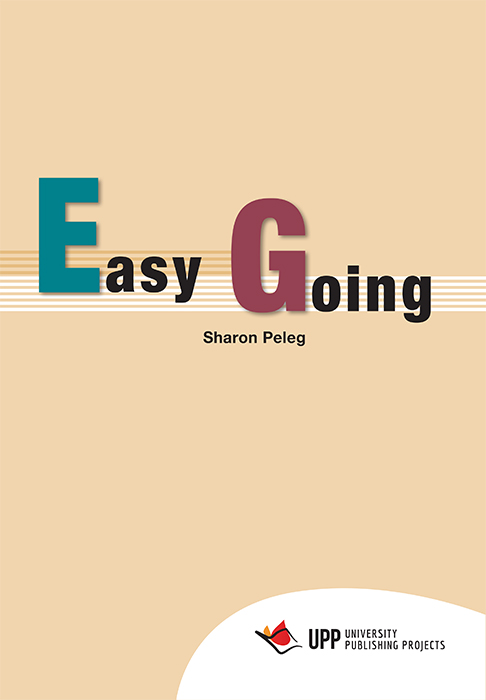 Easy Going
Sharon Peleg
UPP UNIVERSITY
PUBLISHING PROJECTS